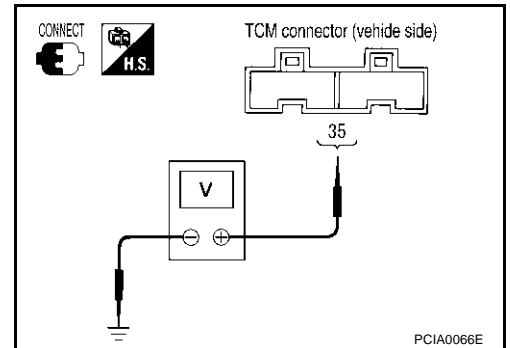 CONNECT
H.S.
TCM connector (vehide side)
35
V
PCIA0066E